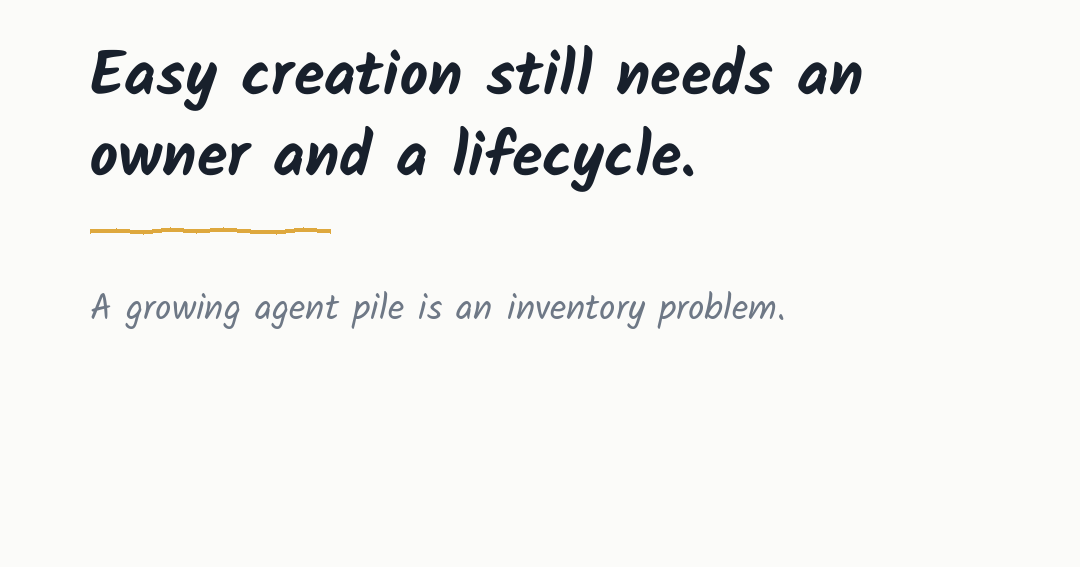 Easy creation still needs an
owner and a lifecycle.
A growing agent pile is an inventory problem.